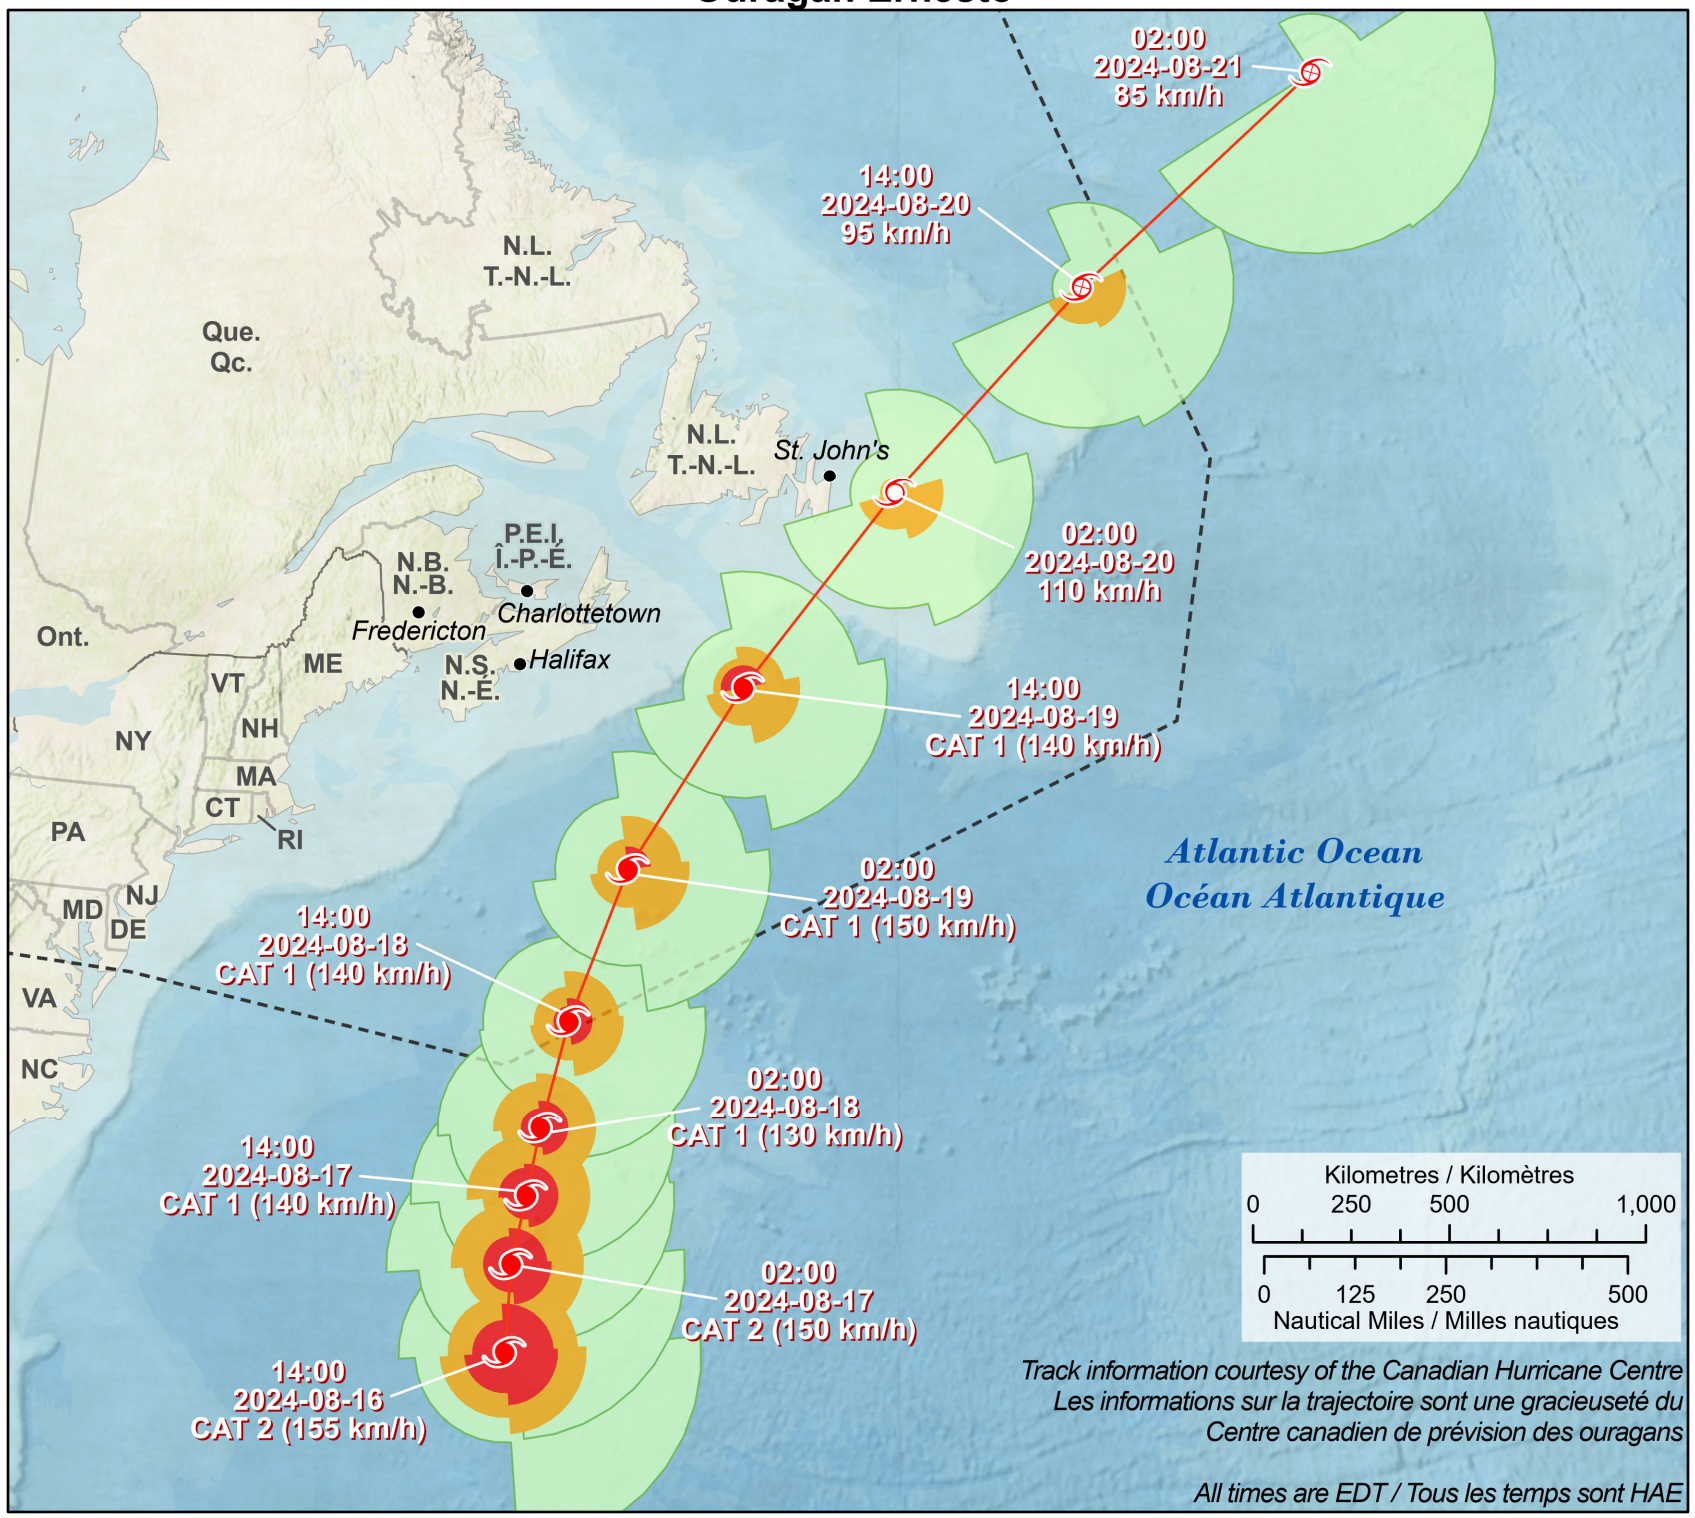 02:00
2024-08-21
85 km/h
14:00
2024-08-20
95 km/h
N.L.
T.-N.-L.
Que.
Qc.
N.L.
T.-N.-L.
St. John's
02:00
2024-08-20
110 km/h
P.E.I.
Î.-P.-É.
N.B.
N.-B.
Charlottetown
Fredericton
Ont.
ME
N.S.
N.-É.
Halifax
VT
NH
NY
14:00
2024-08-19
CAT 1 (140 km/h)
MA
CT
RI
PA
NJ
MD
DE
02:00
2024-08-19
CAT 1 (150 km/h)
Atlantic Ocean
Océan Atlantique
14:00
2024-08-18
CAT 1 (140 km/h)
VA
NC
02:00
2024-08-18
CAT 1 (130 km/h)
14:00
2024-08-17
CAT 1 (140 km/h)
02:00
2024-08-17
CAT 2 (150 km/h)
14:00
2024-08-16
CAT 2 (155 km/h)
Kilometres / Kilomètres
0 250 500 1,000
0 125 250 500
Nautical Miles / Milles nautiques
Track information courtesy of the Canadian Hurricane Centre
Les informations sur la trajectoire sont une gracieuseté du
Centre canadien de prévision des ouragans
All times are EDT / Tous les temps sont HAE